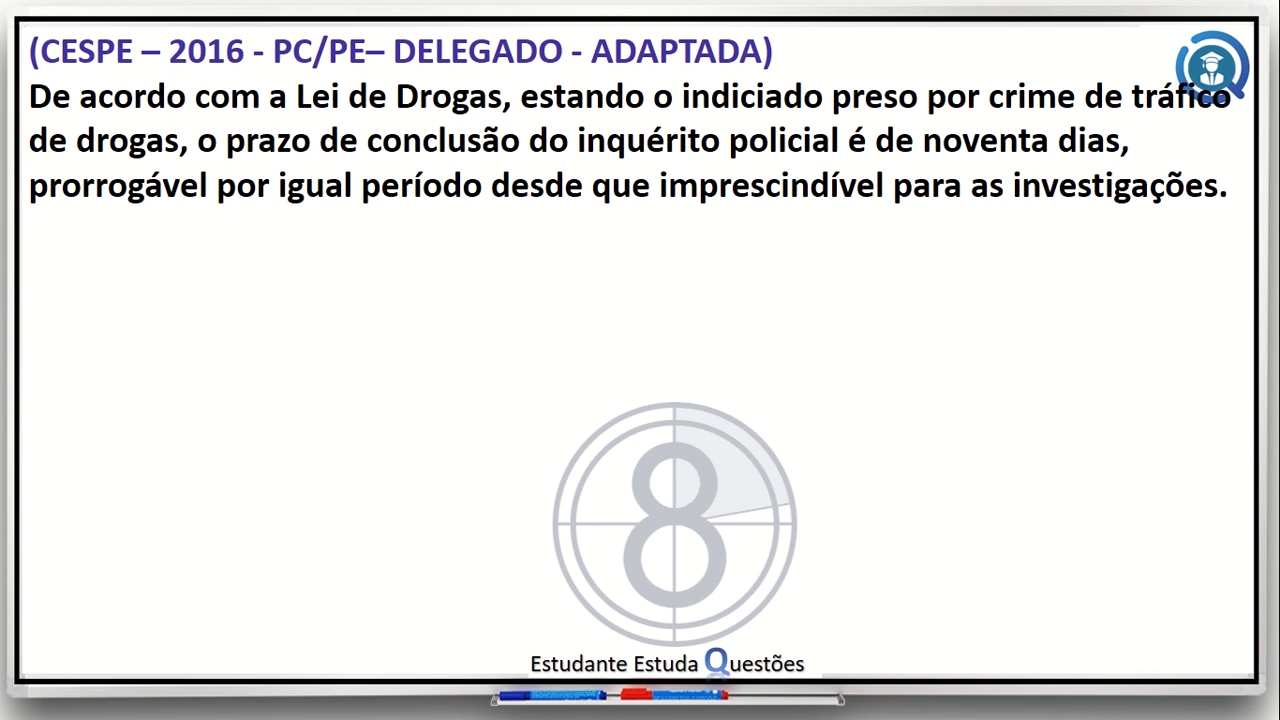 (CESPE – 2016 - PC/PE– DELEGADO - ADAPTADA)
De acordo com a Lei de Drogas, estando o indiciado preso por crime de tráfico
de drogas, o prazo de conclusão do inquérito policial é de noventa dias,
prorrogável por igual período desde que imprescindível para as investigações.
8
Estudante Estuda Questões